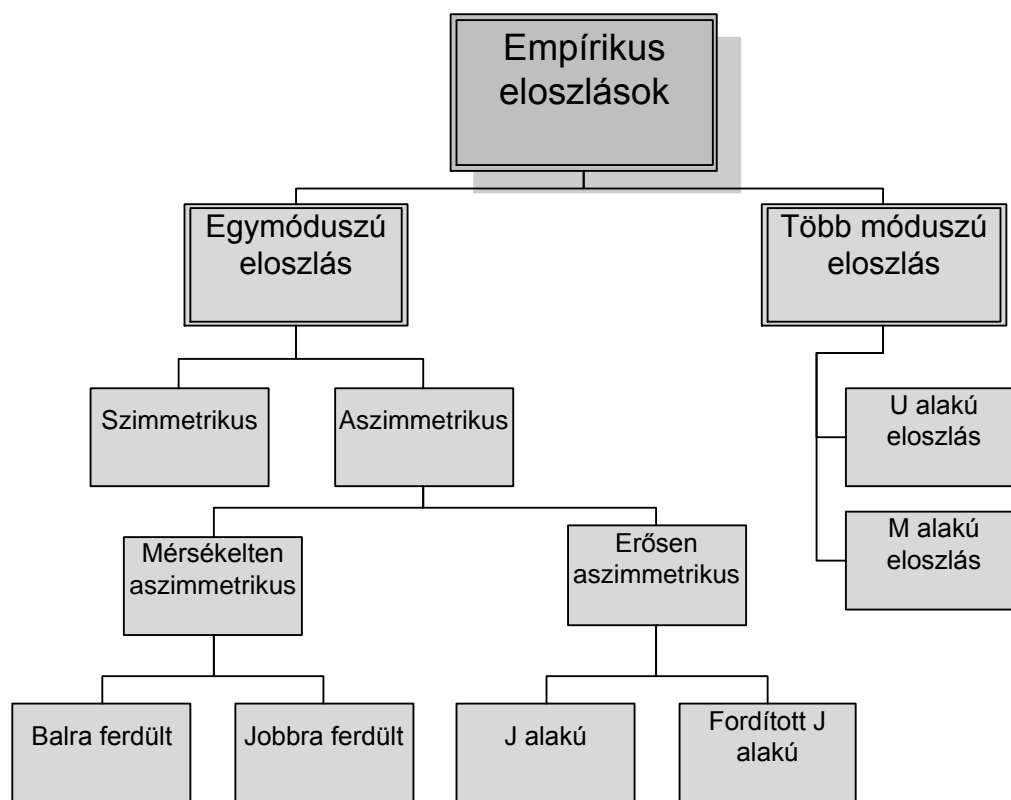 Empírikus
eloszlások
Egymóduszú
eloszlás
Több móduszú
eloszlás
Szimmetrikus
Aszimmetrikus
U alakú
eloszlás
M alakú
eloszlás
Mérsékelten
aszimmetrikus
Erősen
aszimmetrikus
Balra ferdült
Jobbra ferdült
J alakú
Fordított J
alakú